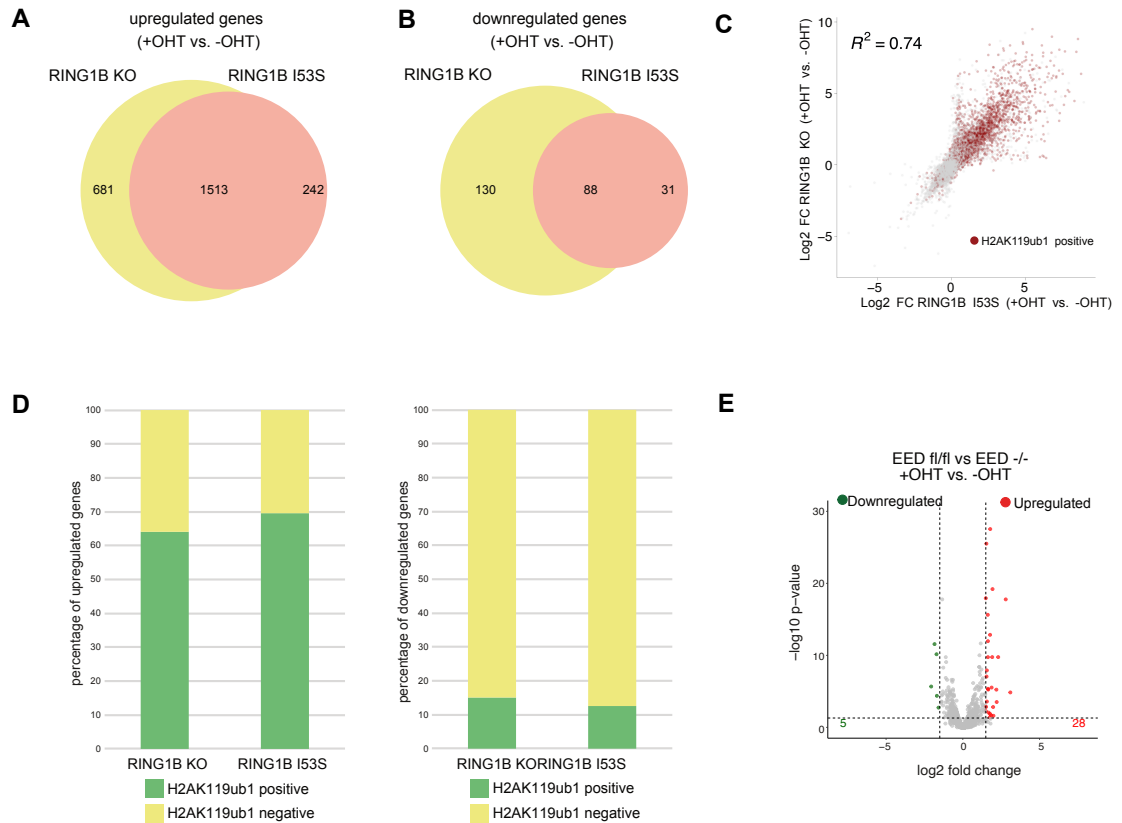 A
upregulated genes
(+OHT vs. -OHT)
RING1B KO
RING1B I53S
681
1513
242
B
downregulated genes
(+OHT vs. -OHT)
RING1B KO
RING1B I53S
130
88
31
C
R² = 0.74
Log2 FC RING1B KO (+OHT vs. -OHT)
10
5
0
−5
H2AK119ub1 positive
−5
0
5
Log2 FC RING1B I53S (+OHT vs. -OHT)
D
percentage of upregulated genes
100
90
80
70
60
50
40
30
20
10
0
RING1B KO
RING1B I53S
H2AK119ub1 positive
H2AK119ub1 negative
percentage of downregulated genes
100
90
80
70
60
50
40
30
20
10
0
RING1B KO
RING1B I53S
H2AK119ub1 positive
H2AK119ub1 negative
E
EED fl/fl vs EED -/-
+OHT vs. -OHT
Downregulated
Upregulated
−log10 p−value
30
20
10
0
5
28
−5
0
5
log2 fold change